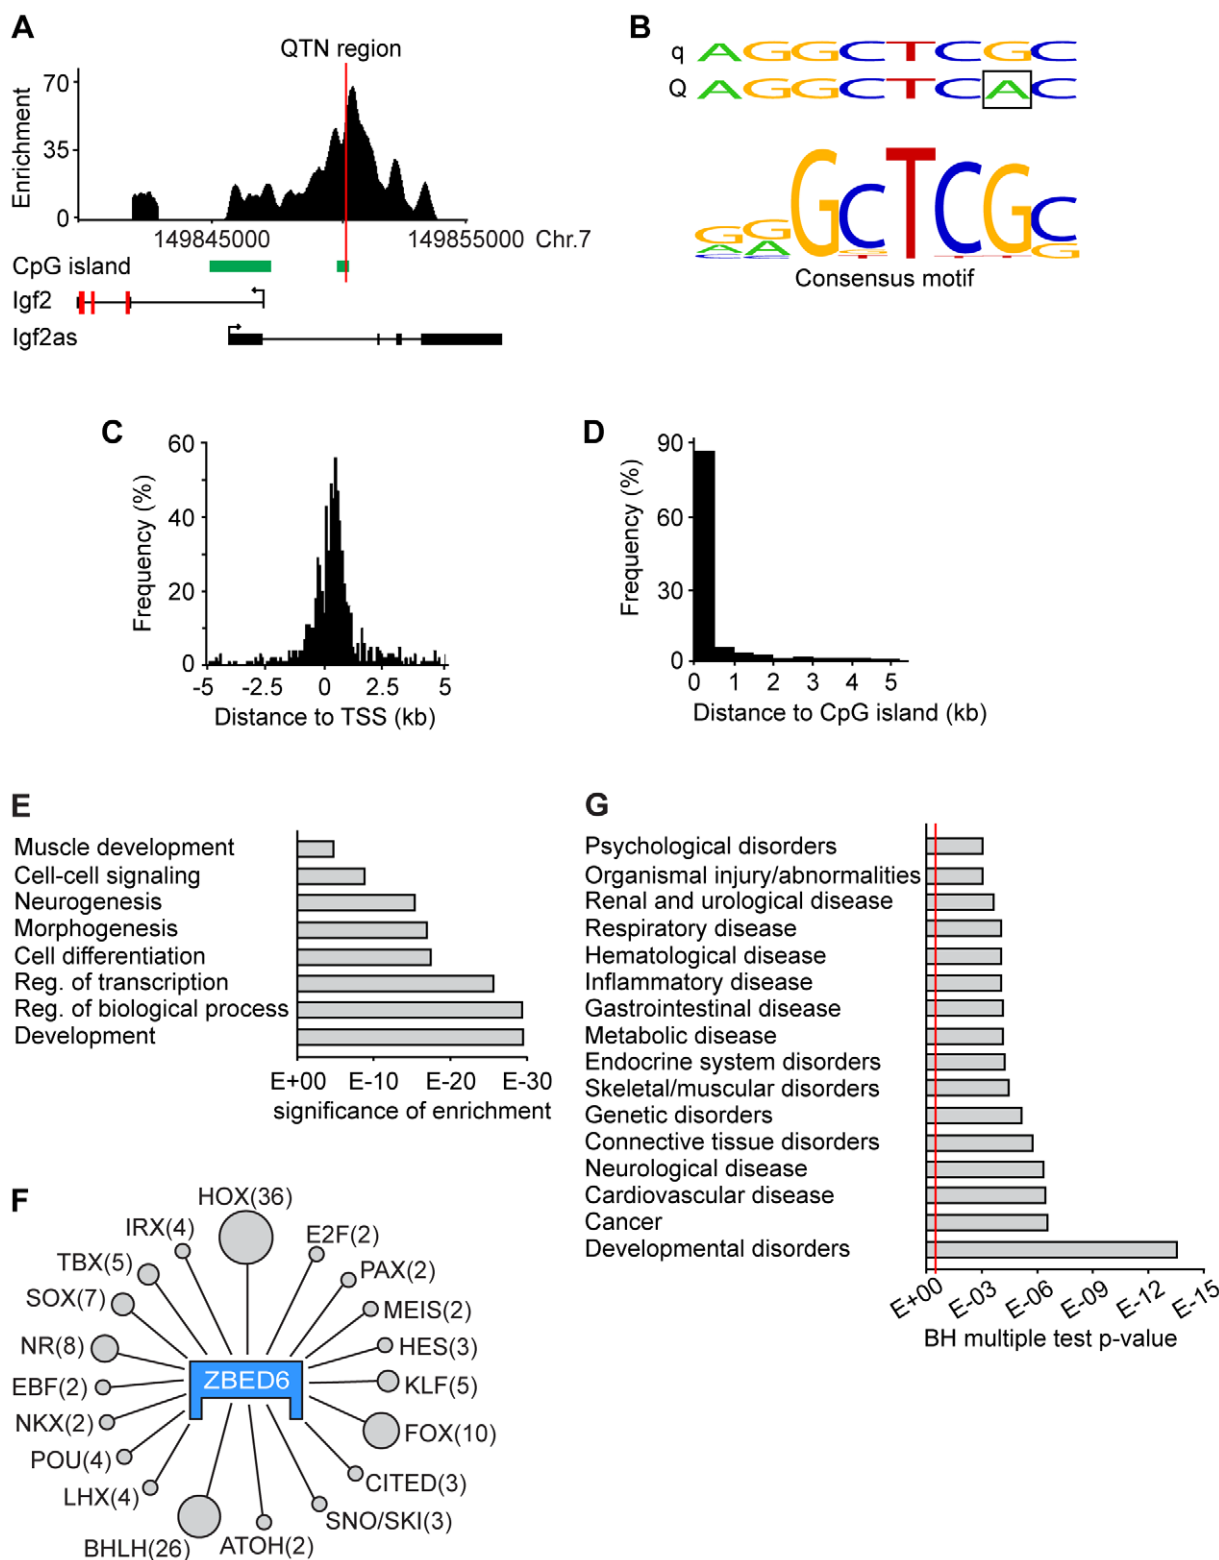 A
QTN region
70
35
0
Enrichment
149845000
149855000 Chr.7
CpG island
Igf2
Igf2as
B
q AGGCTCGC
Q AGGCTCAC
GCTCGC
Consensus motif
C
60
40
20
0
Frequency (%)
-5 -2.5 0 2.5 5
Distance to TSS (kb)
D
90
60
30
0
Frequency (%)
0 1 2 3 4 5
Distance to CpG island (kb)
E
Muscle development
Cell-cell signaling
Neurogenesis
Morphogenesis
Cell differentiation
Reg. of transcription
Reg. of biological process
Development
E+00 E-10 E-20 E-30
significance of enrichment
F
HOX(36)
IRX(4)
E2F(2)
TBX(5)
PAX(2)
SOX(7)
MEIS(2)
NR(8)
HES(3)
ZBED6
EBF(2)
KLF(5)
NKX(2)
FOX(10)
POU(4)
CITED(3)
LHX(4)
SNO/SKI(3)
BHLH(26)
ATOH(2)
G
Psychological disorders
Organismal injury/abnormalities
Renal and urological disease
Respiratory disease
Hematological disease
Inflammatory disease
Gastrointestinal disease
Metabolic disease
Endocrine system disorders
Skeletal/muscular disorders
Genetic disorders
Connective tissue disorders
Neurological disease
Cardiovascular disease
Cancer
Developmental disorders
E+00 E-03 E-06 E-09 E-12 E-15
BH multiple test p-value